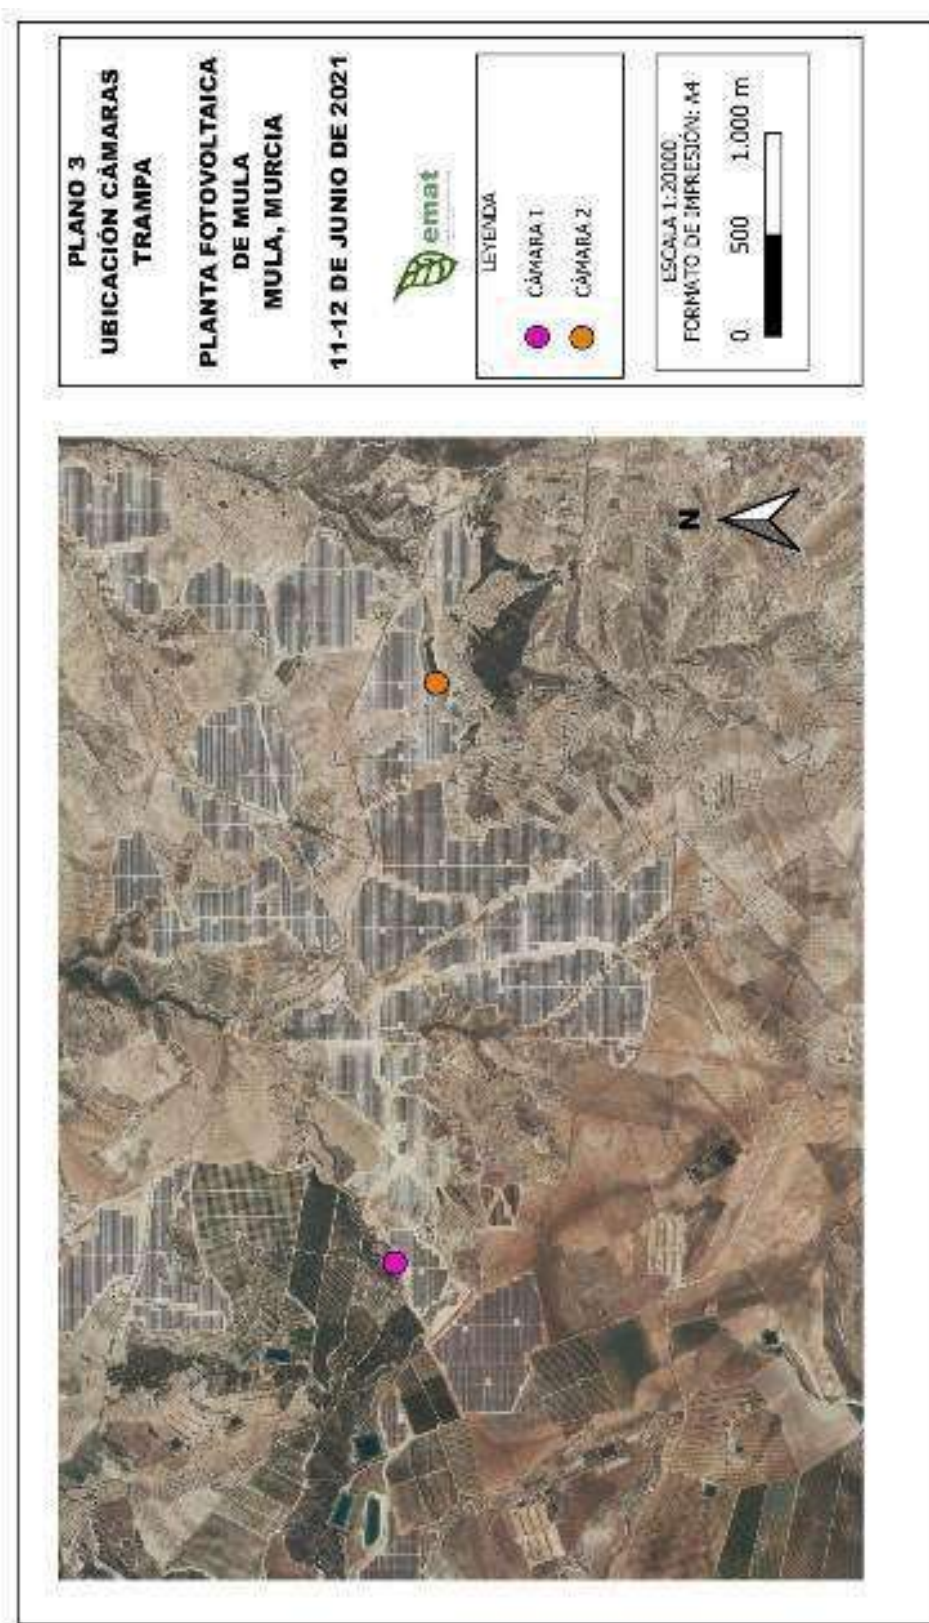 PLANO 3
UBICACIÓN CÁMARAS
TRAMPA
PLANTA FOTOVOLTAICA
DE MULA
MULA, MURCIA
11-12 DE JUNIO DE 2021
emat
LEYENDA
CÁMARA 1
CÁMARA 2
ESCALA 1:20000
FORMATO DE IMPRESIÓN: A4
0 500 1.000 m
N